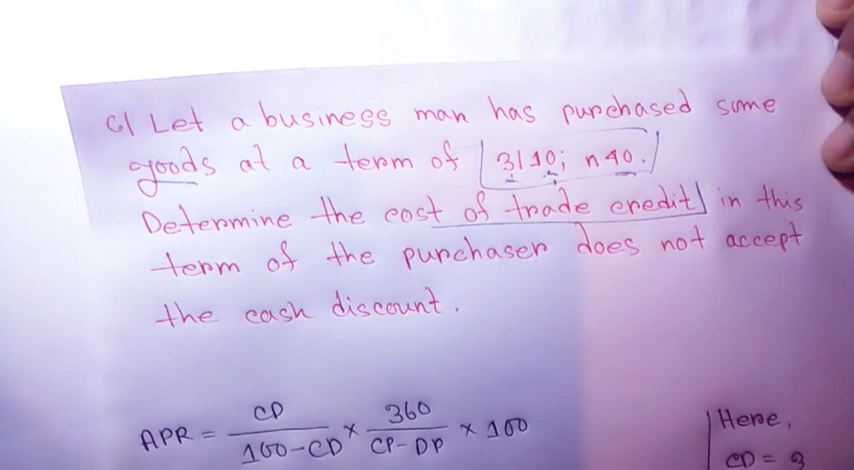 C) Let a business man has purchased some
goods at a term of 3/10; n 40.
Determine the cost of trade credit in this
term of the purchaser does not accept
the cash discount.
APR = CD / 100-CD × 360 / CP-DP × 100
Here,
CD = 3